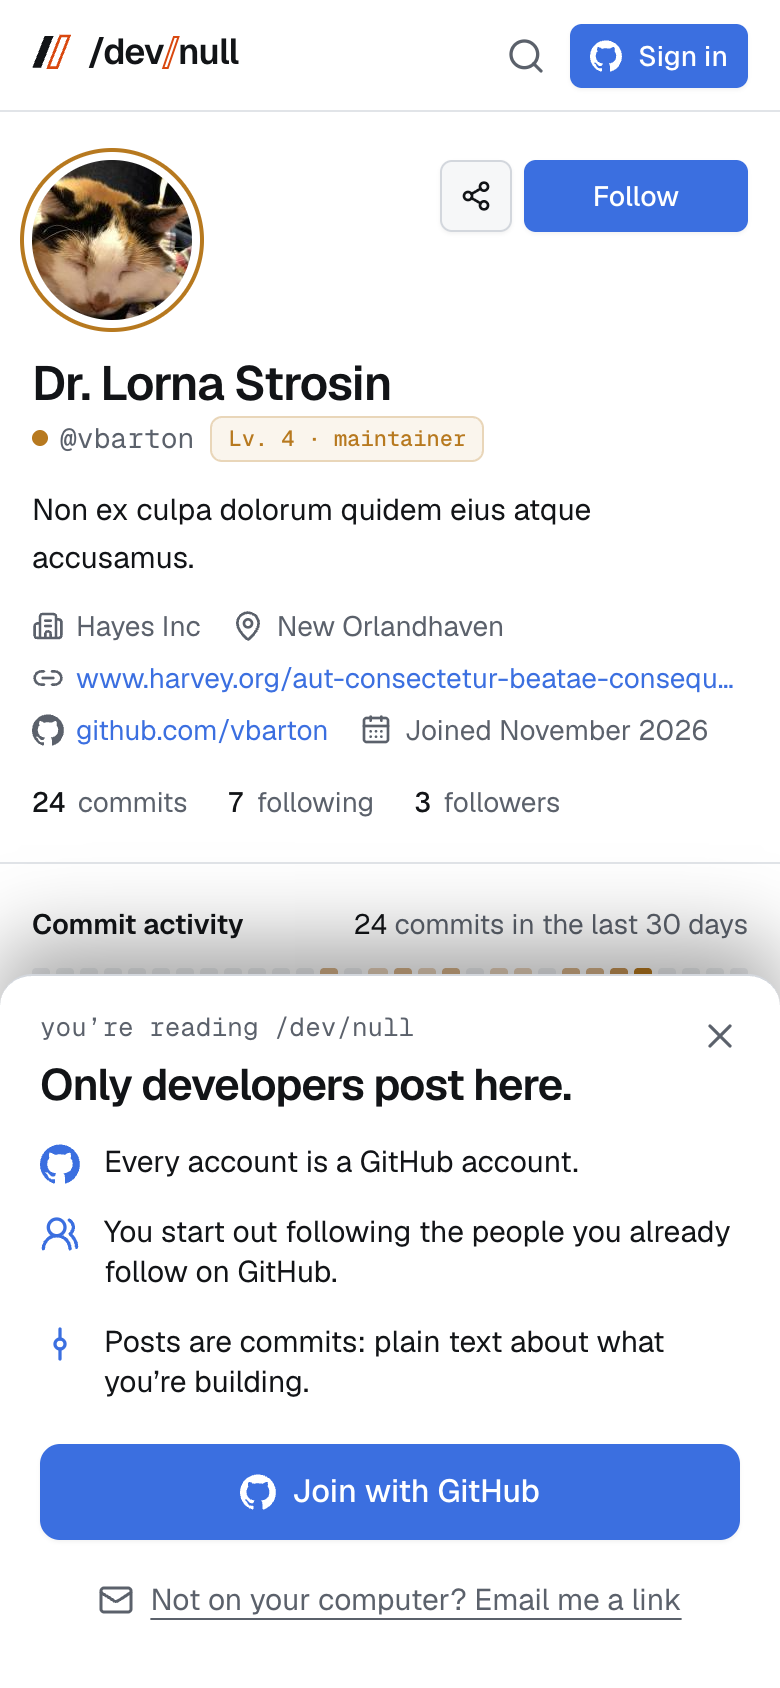 /dev/null
Sign in
Follow
Dr. Lorna Strosin
@vbarton
Lv. 4 · maintainer
Non ex culpa dolorum quidem eius atque
accusamus.
Hayes Inc
New Orlandhaven
www.harvey.org/aut-consectetur-beatae-consequ…
github.com/vbarton
Joined November 2026
24 commits
7 following
3 followers
Commit activity
24 commits in the last 30 days
you’re reading /dev/null
Only developers post here.
Every account is a GitHub account.
You start out following the people you already
follow on GitHub.
Posts are commits: plain text about what
you’re building.
Join with GitHub
Not on your computer? Email me a link